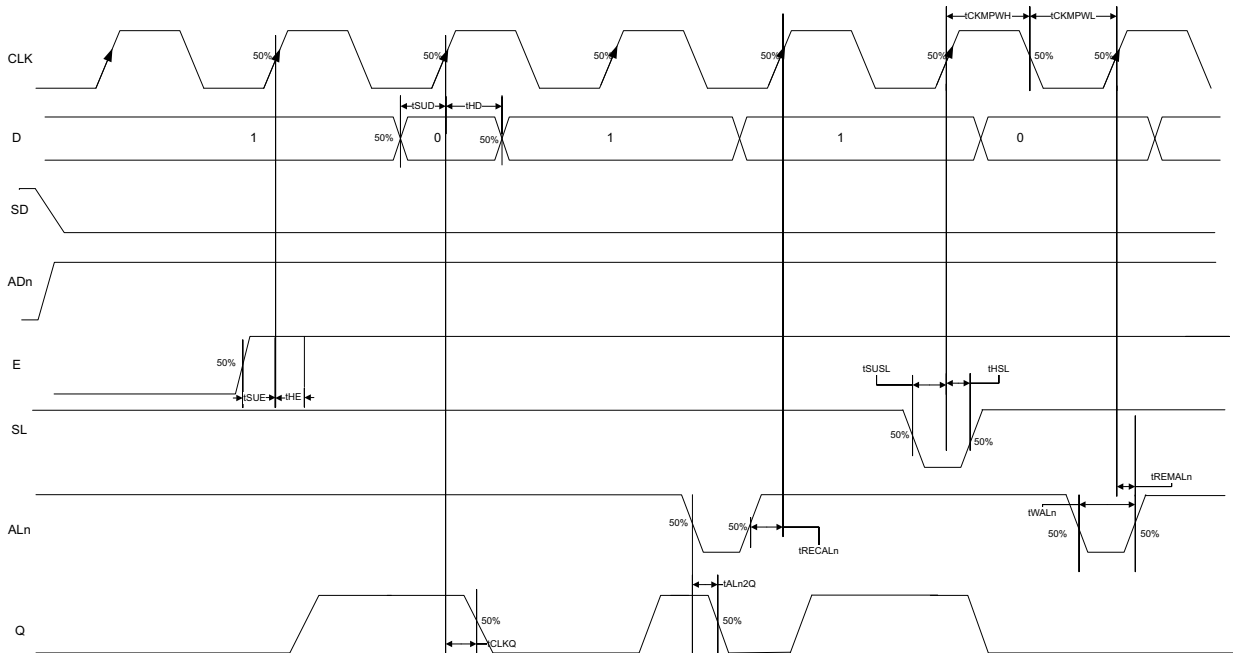 tCKMPWH tCKMPWL
CLK 50% 50% 50% 50% 50% 50%
tSUD tHD
D 1 50% 0 50% 1 1 0
SD
ADn
E 50%
tSUE tHE
tSUSL tHSL
SL 50% 50%
tREMALn
tWALn
ALn 50% 50% 50% 50%
tRECALn
tALn2Q
Q 50% 50%
tCLKQ